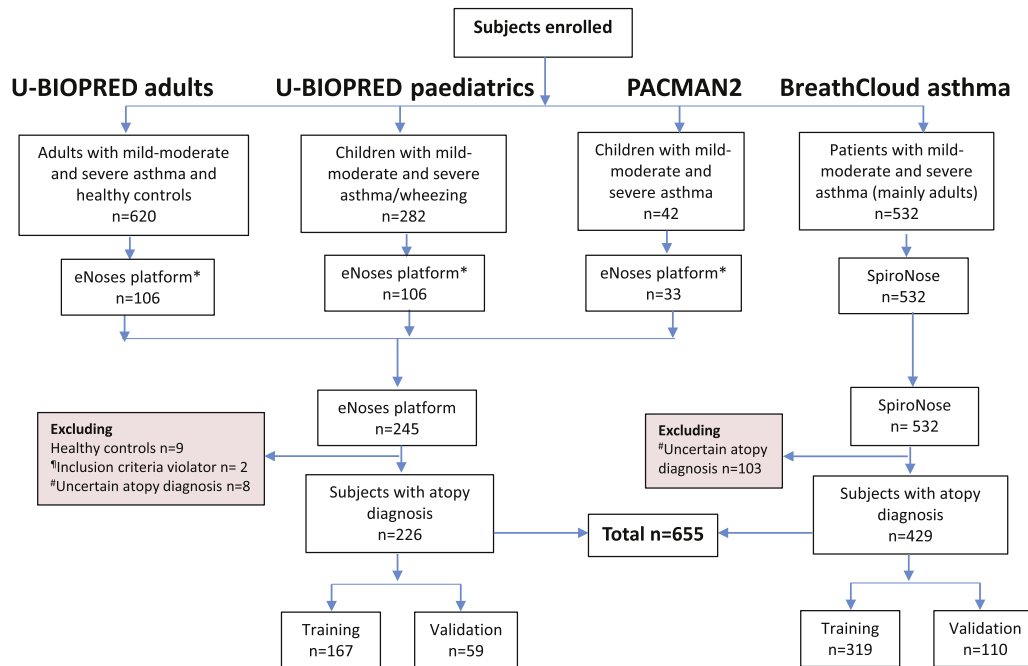 Subjects enrolled
U-BIOPRED adults
U-BIOPRED paediatrics
PACMAN2
BreathCloud asthma
Adults with mild-moderate
and severe asthma and
healthy controls
n=620
Children with mild-
moderate and severe
asthma/wheezing
n=282
Children with mild-
moderate and
severe asthma
n=42
Patients with mild-
moderate and severe
asthma (mainly adults)
n=532
eNoses platform*
n=106
eNoses platform*
n=106
eNoses platform*
n=33
SpiroNose
n=532
eNoses platform
n=245
SpiroNose
n= 532
Excluding
Healthy controls n=9
¶Inclusion criteria violator n= 2
#Uncertain atopy diagnosis n=8
Excluding
#Uncertain atopy
diagnosis n=103
Subjects with atopy
diagnosis
n=226
Total n=655
Subjects with atopy
diagnosis
n=429
Training
n=167
Validation
n=59
Training
n=319
Validation
n=110